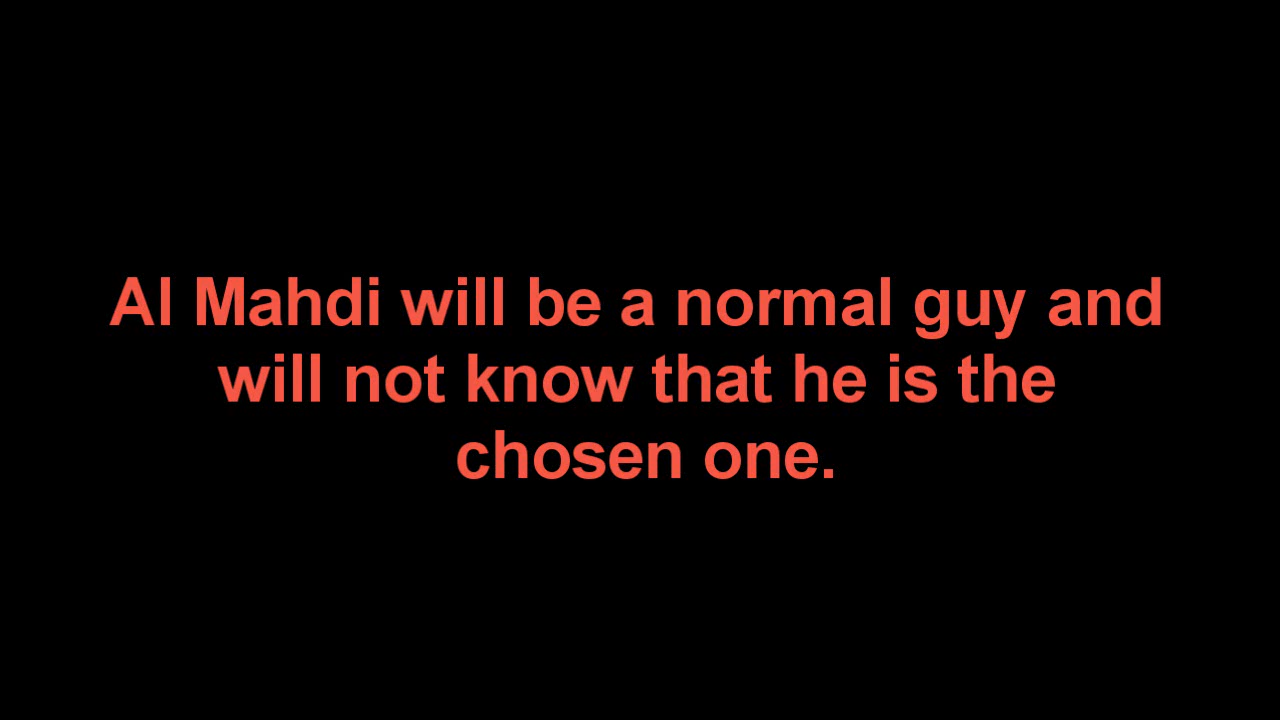 Al Mahdi will be a normal guy and
will not know that he is the
chosen one.